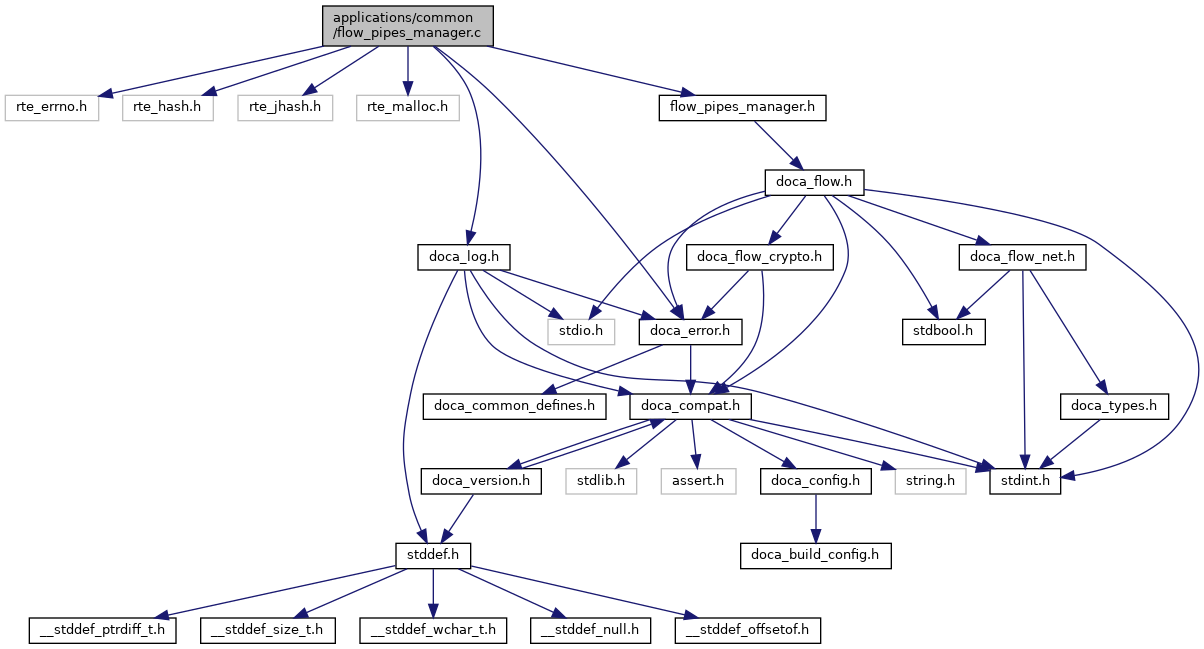 applications/common
/flow_pipes_manager.c
rte_errno.h
rte_hash.h
rte_jhash.h
rte_malloc.h
flow_pipes_manager.h
doca_flow.h
doca_log.h
doca_flow_crypto.h
doca_flow_net.h
stdio.h
doca_error.h
stdbool.h
doca_common_defines.h
doca_compat.h
doca_types.h
doca_version.h
stdlib.h
assert.h
doca_config.h
string.h
stdint.h
stddef.h
doca_build_config.h
__stddef_ptrdiff_t.h
__stddef_size_t.h
__stddef_wchar_t.h
__stddef_null.h
__stddef_offsetof.h